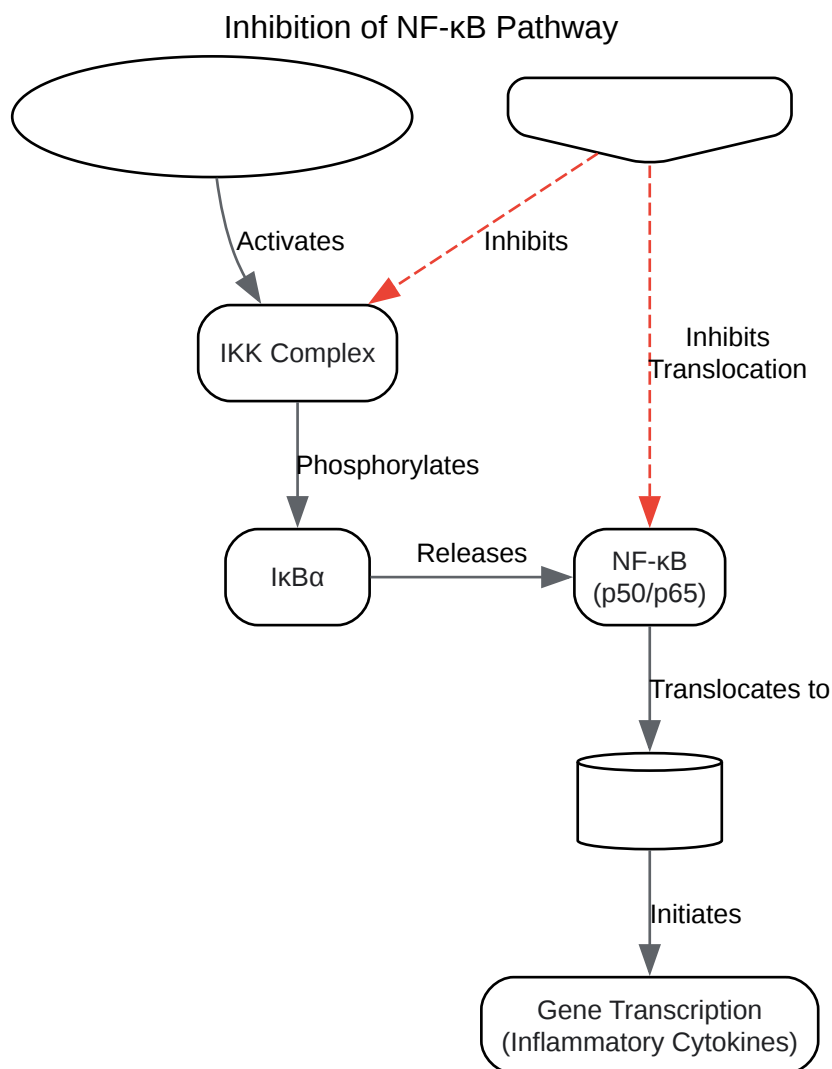 Inhibition of NF-κB Pathway
Activates
Inhibits
IKK Complex
Inhibits
Translocation
Phosphorylates
IκBα
Releases
NF-κB
(p50/p65)
Translocates to
Initiates
Gene Transcription
(Inflammatory Cytokines)